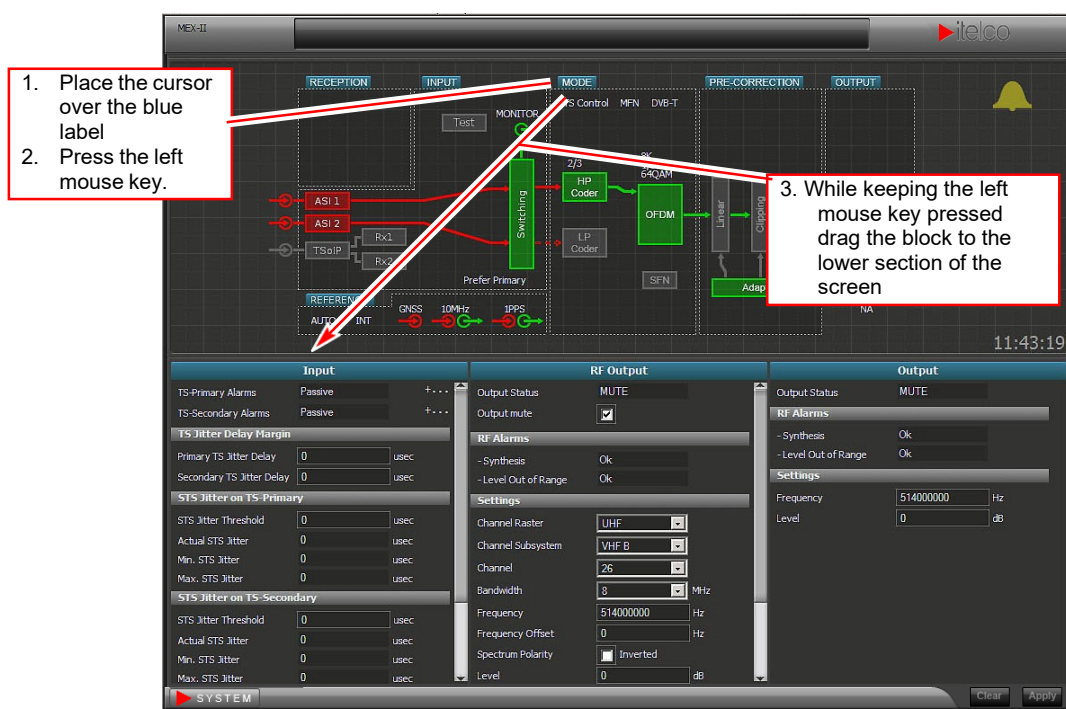 MEX-II
itelco
1. Place the cursor
over the blue
label
2. Press the left
mouse key.
RECEPTION
INPUT
MODE
PRE-CORRECTION
OUTPUT
Control MFN DVB-T
Test
MONITOR
2/3
64QAM
HP
Coder
OFDM
LP
Coder
SFN
Switching
ASI 1
ASI 2
TSoIP
Rx1
Rx2
Prefer Primary
Linear
Clipping
3. While keeping the left
mouse key pressed
drag the block to the
lower section of the
screen
NA
INT
GNSS
10MHz
1PPS
11:43:19
Input
TS-Primary Alarms Passive +...
TS-Secondary Alarms Passive +...
TS Jitter Delay Margin
Primary TS Jitter Delay 0 usec
Secondary TS Jitter Delay 0 usec
STS Jitter on TS-Primary
STS Jitter Threshold 0 usec
Actual STS Jitter 0 usec
Min. STS Jitter 0 usec
Max. STS Jitter 0 usec
STS Jitter on TS-Secondary
STS Jitter Threshold 0 usec
Actual STS Jitter 0 usec
Min. STS Jitter 0 usec
Max. STS Jitter 0 usec
RF Output
Output Status MUTE
Output mute
RF Alarms
- Synthesis Ok
- Level Out of Range Ok
Settings
Channel Raster UHF
Channel Subsystem VHF B
Channel 26
Bandwidth 8 MHz
Frequency 514000000 Hz
Frequency Offset 0 Hz
Spectrum Polarity Inverted
Level 0 dB
Output
Output Status MUTE
RF Alarms
- Synthesis Ok
- Level Out of Range Ok
Settings
Frequency 514000000 Hz
Level 0 dB
SYSTEM
Clear Apply